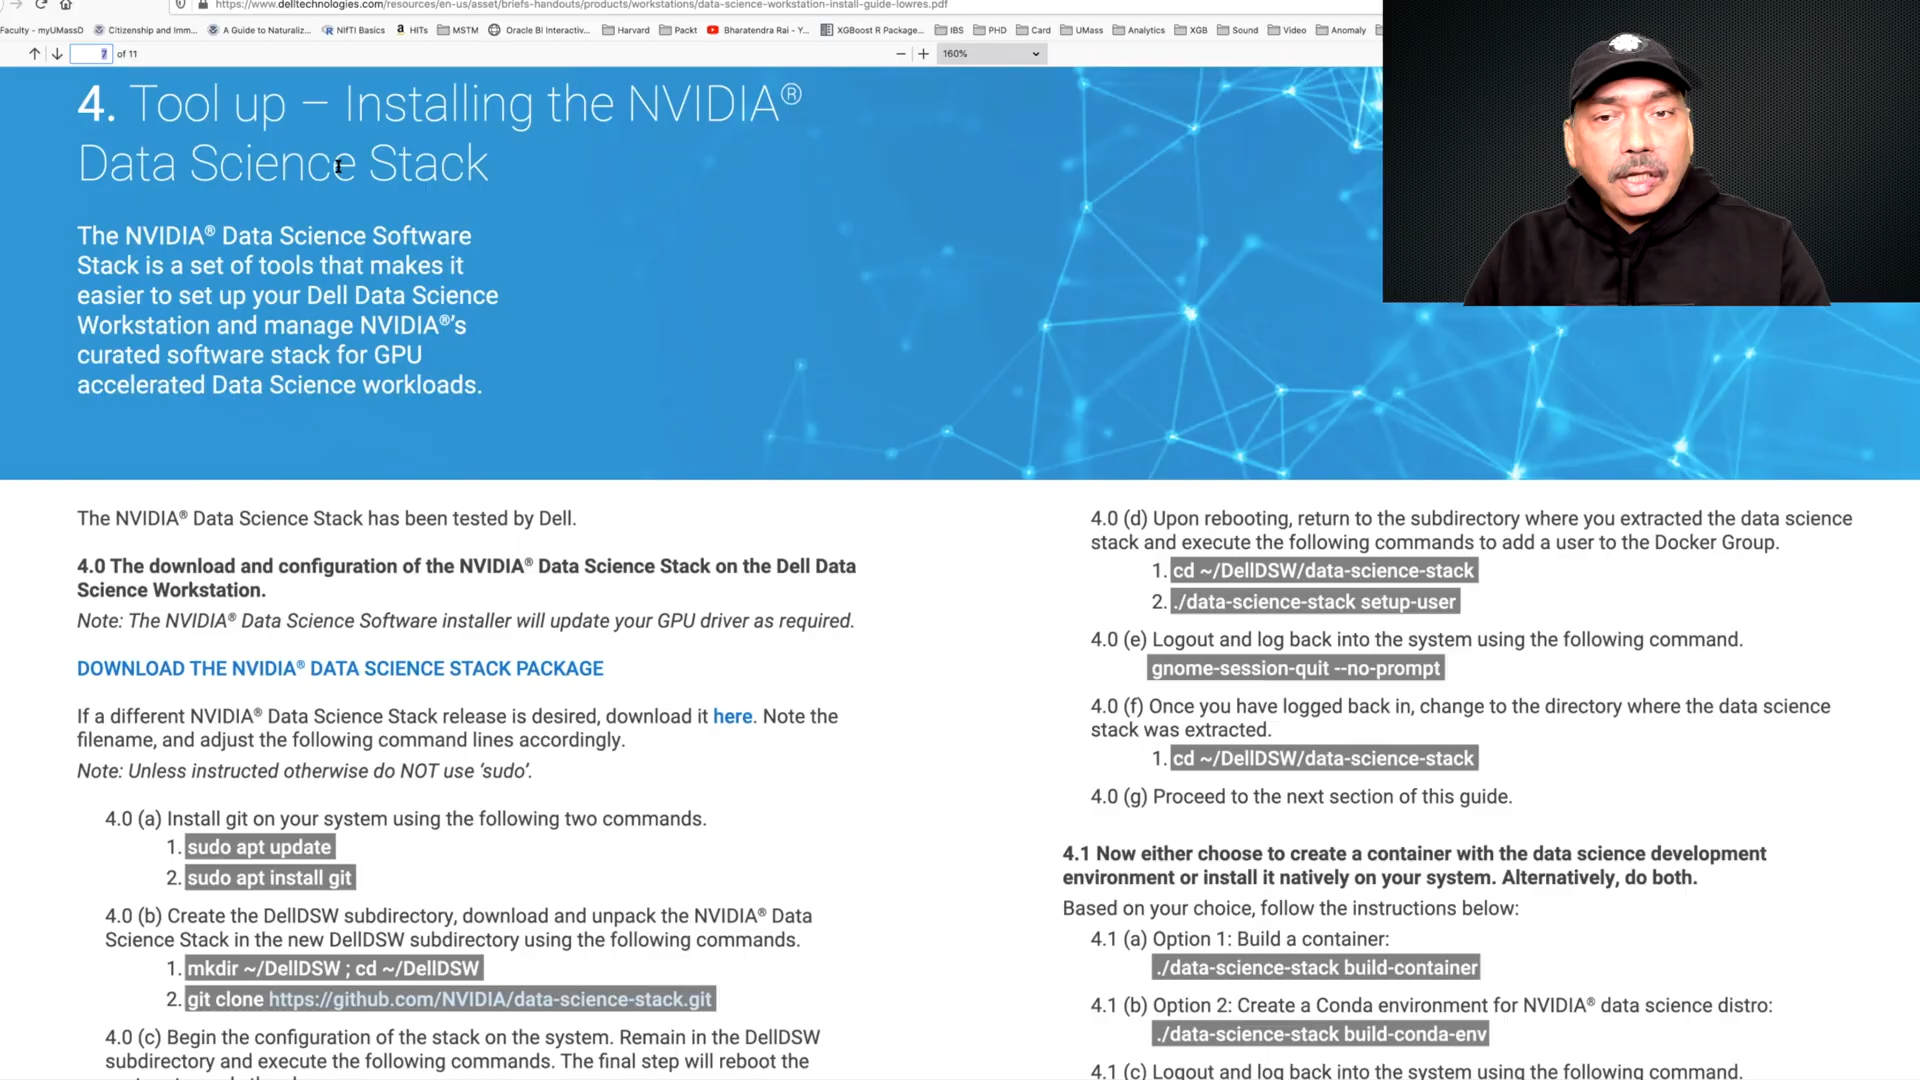 https://www.delltechnologies.com/resources/en-us/asset/briefs-handouts/products/workstations/data-science-workstation-install-guide-lowres.pdf
Faculty - myUMassD Citizenship and Imm... A Guide to Naturaliz... NifTI Basics HITs MSTM Oracle BI Interactiv... Harvard Packt Bharatendra Rai - Y... XGBoost R Package... IBS PHD Card UMass Analytics XGB Sound Video Anomaly
7 of 11 160%
4. Tool up – Installing the NVIDIA®
Data Science Stack
The NVIDIA® Data Science Software
Stack is a set of tools that makes it
easier to set up your Dell Data Science
Workstation and manage NVIDIA®'s
curated software stack for GPU
accelerated Data Science workloads.
The NVIDIA® Data Science Stack has been tested by Dell.
4.0 The download and configuration of the NVIDIA® Data Science Stack on the Dell Data
Science Workstation.
Note: The NVIDIA® Data Science Software installer will update your GPU driver as required.
DOWNLOAD THE NVIDIA® DATA SCIENCE STACK PACKAGE
If a different NVIDIA® Data Science Stack release is desired, download it here. Note the
filename, and adjust the following command lines accordingly.
Note: Unless instructed otherwise do NOT use ‘sudo’.
4.0 (a) Install git on your system using the following two commands.
1. sudo apt update
2. sudo apt install git
4.0 (b) Create the DellDSW subdirectory, download and unpack the NVIDIA® Data
Science Stack in the new DellDSW subdirectory using the following commands.
1. mkdir ~/DellDSW ; cd ~/DellDSW
2. git clone https://github.com/NVIDIA/data-science-stack.git
4.0 (c) Begin the configuration of the stack on the system. Remain in the DellDSW
subdirectory and execute the following commands. The final step will reboot the
4.0 (d) Upon rebooting, return to the subdirectory where you extracted the data science
stack and execute the following commands to add a user to the Docker Group.
1. cd ~/DellDSW/data-science-stack
2. ./data-science-stack setup-user
4.0 (e) Logout and log back into the system using the following command.
gnome-session-quit --no-prompt
4.0 (f) Once you have logged back in, change to the directory where the data science
stack was extracted.
1. cd ~/DellDSW/data-science-stack
4.0 (g) Proceed to the next section of this guide.
4.1 Now either choose to create a container with the data science development
environment or install it natively on your system. Alternatively, do both.
Based on your choice, follow the instructions below:
4.1 (a) Option 1: Build a container:
./data-science-stack build-container
4.1 (b) Option 2: Create a Conda environment for NVIDIA® data science distro:
./data-science-stack build-conda-env
4.1 (c) Logout and log back into the system using the following command.